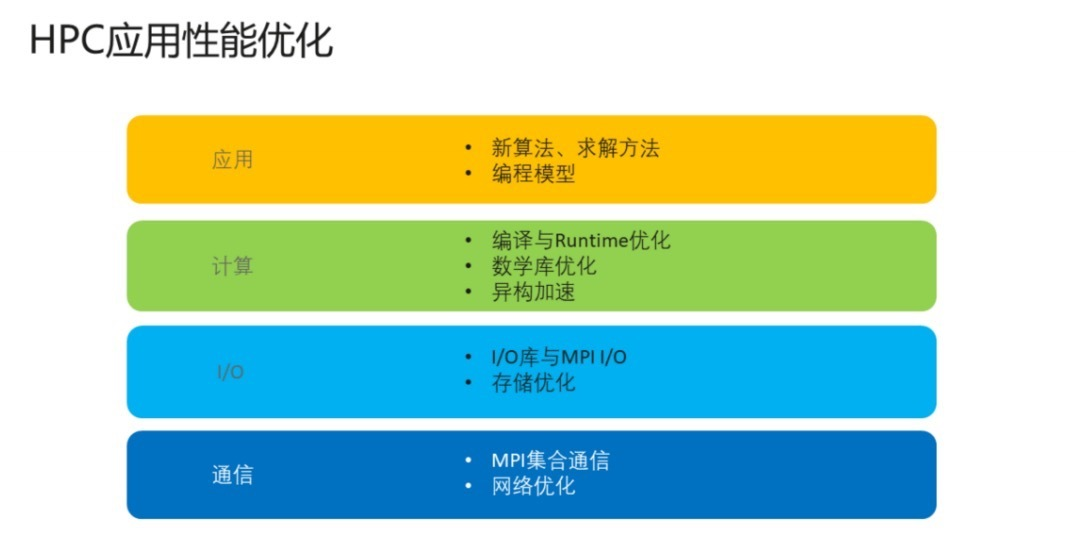 HPC应用性能优化
应用
• 新算法、求解方法
• 编程模型
计算
• 编译与Runtime优化
• 数学库优化
• 异构加速
I/O
• I/O库与MPI I/O
• 存储优化
通信
• MPI集合通信
• 网络优化